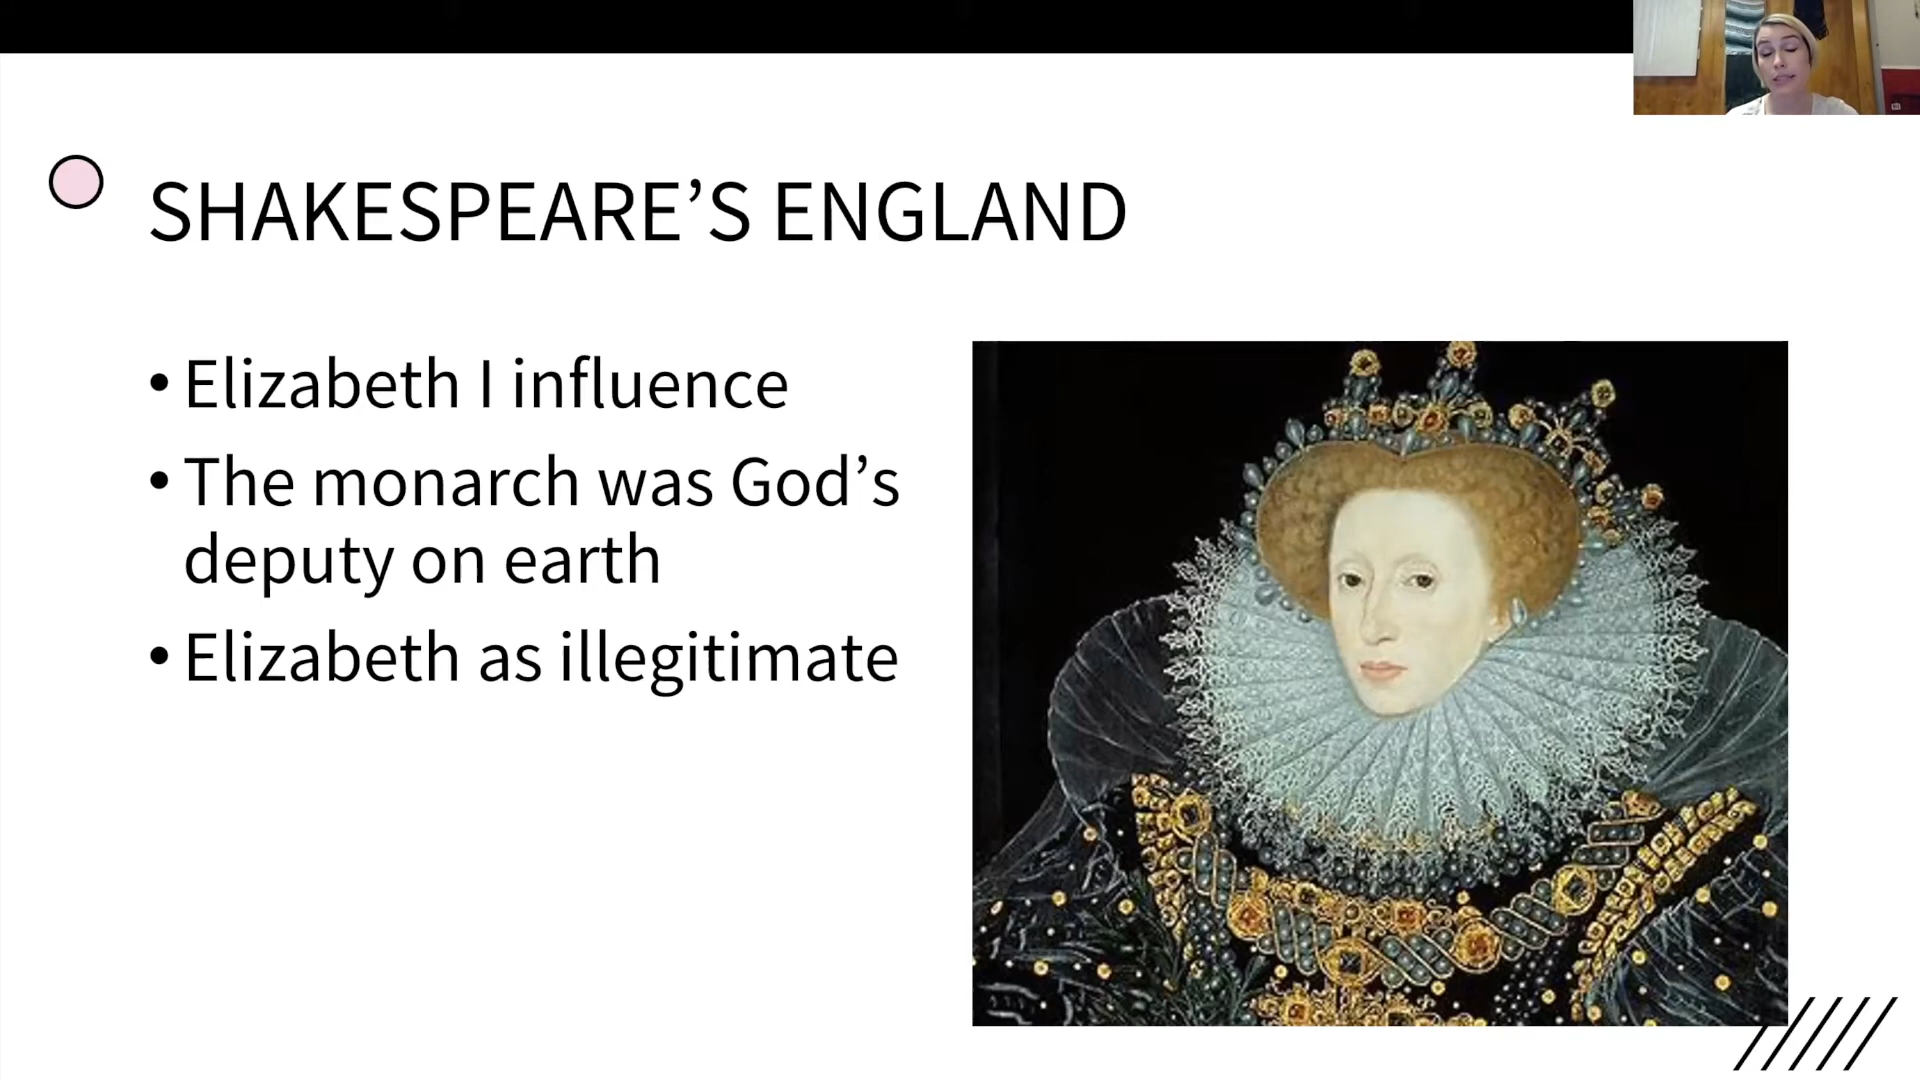 SHAKESPEARE’S ENGLAND
• Elizabeth I influence
• The monarch was God’s
deputy on earth
• Elizabeth as illegitimate